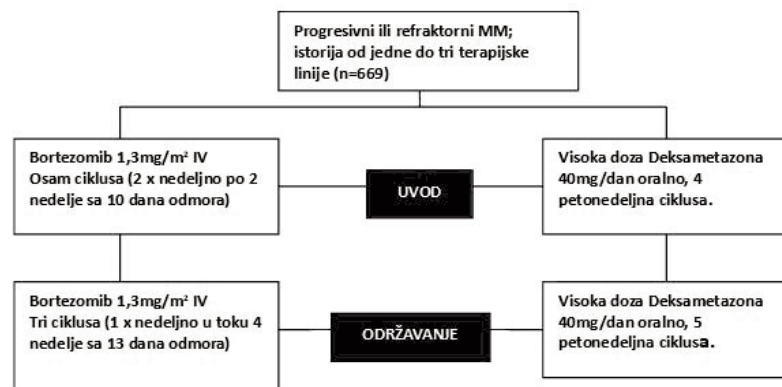 Progresivni ili refraktorni MM;
istorija od jedne do tri terapijske
linije (n=669)
Bortezomib 1,3mg/m² IV
Osam ciklusa (2 x nedeljno po 2
nedelje sa 10 dana odmora)
UVOD
Visoka doza Deksametazona
40mg/dan oralno, 4
petonedeljna ciklusa.
Bortezomib 1,3mg/m² IV
Tri ciklusa (1 x nedeljno u toku 4
nedelje sa 13 dana odmora)
ODRŽAVANJE
Visoka doza Deksametazona
40mg/dan oralno, 5
petonedeljna ciklusa.